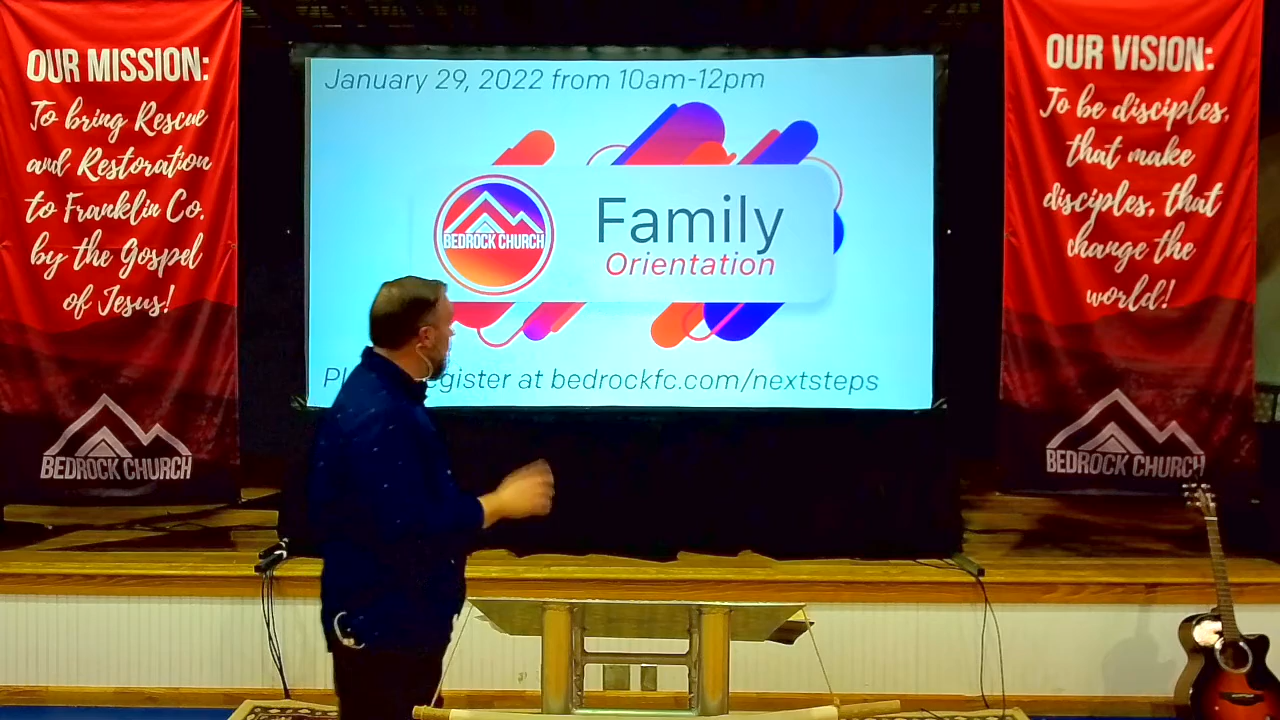 OUR MISSION:
To bring Rescue
and Restoration
to Franklin Co.
by the Gospel
of Jesus!
BEDROCK CHURCH
January 29, 2022 from 10am-12pm
BEDROCK CHURCH
Family
Orientation
egister at bedrockfc.com/nextsteps
OUR VISION:
To be disciples,
that make
disciples, that
change the
world!
BEDROCK CHURCH